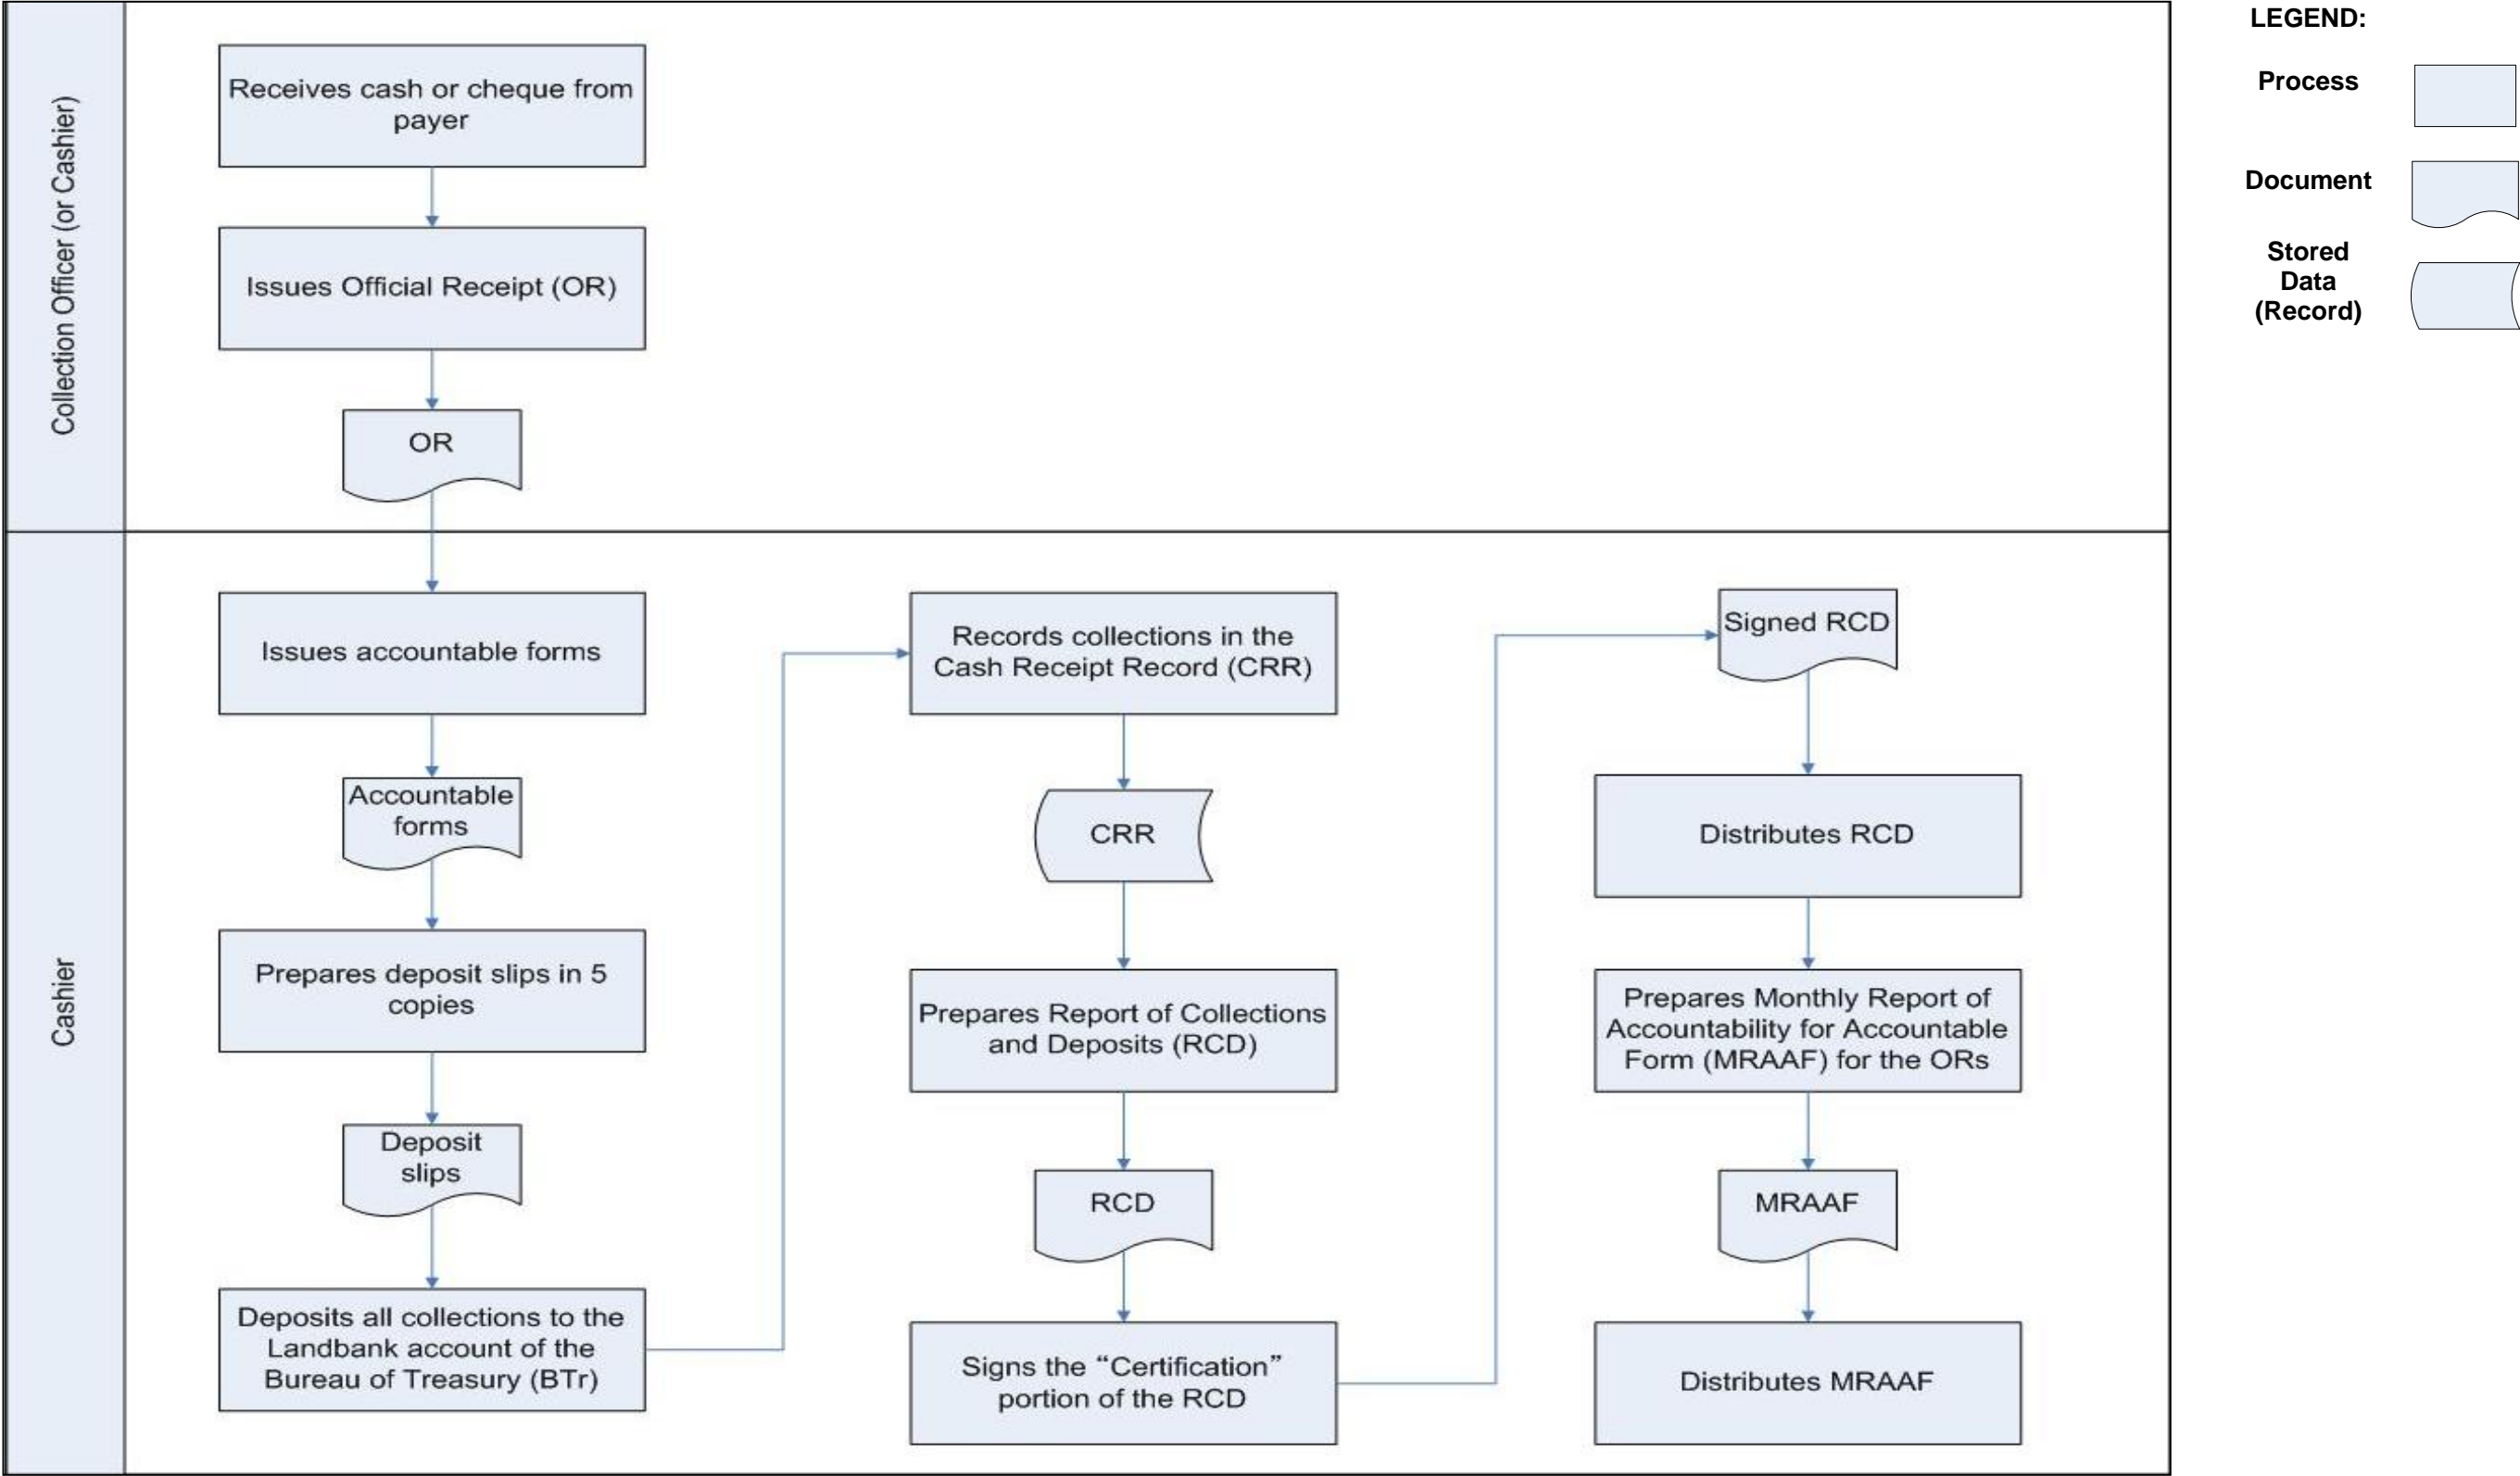 Collection Officer (or Cashier)
Receives cash or cheque from
payer
Issues Official Receipt (OR)
OR
Cashier
Issues accountable forms
Accountable
forms
Prepares deposit slips in 5
copies
Deposit
slips
Deposits all collections to the
Landbank account of the
Bureau of Treasury (BTr)
Records collections in the
Cash Receipt Record (CRR)
CRR
Prepares Report of Collections
and Deposits (RCD)
RCD
Signs the “Certification”
portion of the RCD
Signed RCD
Distributes RCD
Prepares Monthly Report of
Accountability for Accountable
Form (MRAAF) for the ORs
MRAAF
Distributes MRAAF
LEGEND:
Process
Document
Stored
Data
(Record)